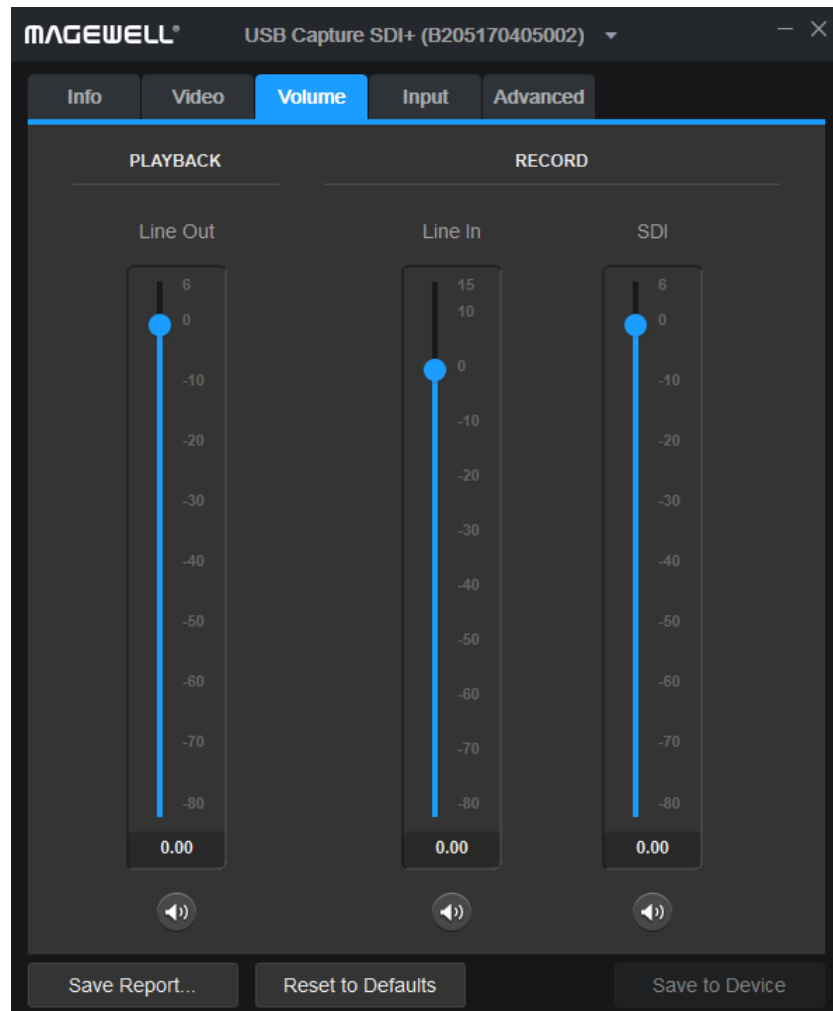 MAGEWELL®
USB Capture SDI+ (B205170405002)
Info Video Volume Input Advanced
PLAYBACK RECORD
Line Out Line In SDI
6 15 6
10
0 0
0
-10 -10
-10
-20 -20
-20
-30 -30
-30
-40 -40
-40
-50 -50
-50
-60 -60
-60
-70 -70
-70
-80 -80 -80
0.00 0.00 0.00
Save Report... Reset to Defaults Save to Device